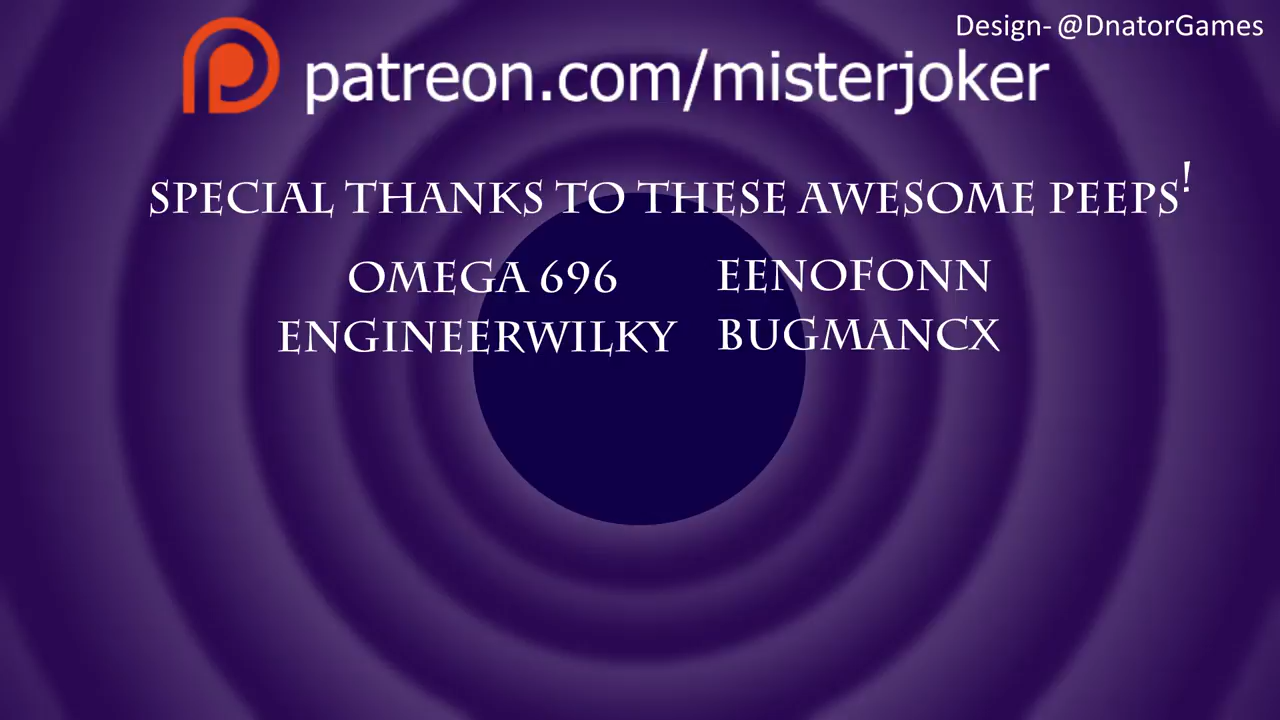 Design- @DnatorGames
patreon.com/misterjoker
SPECIAL THANKS TO THESE AWESOME PEEPS!
OMEGA 696 EENOFONN
ENGINEERWILKY BUGMANCX